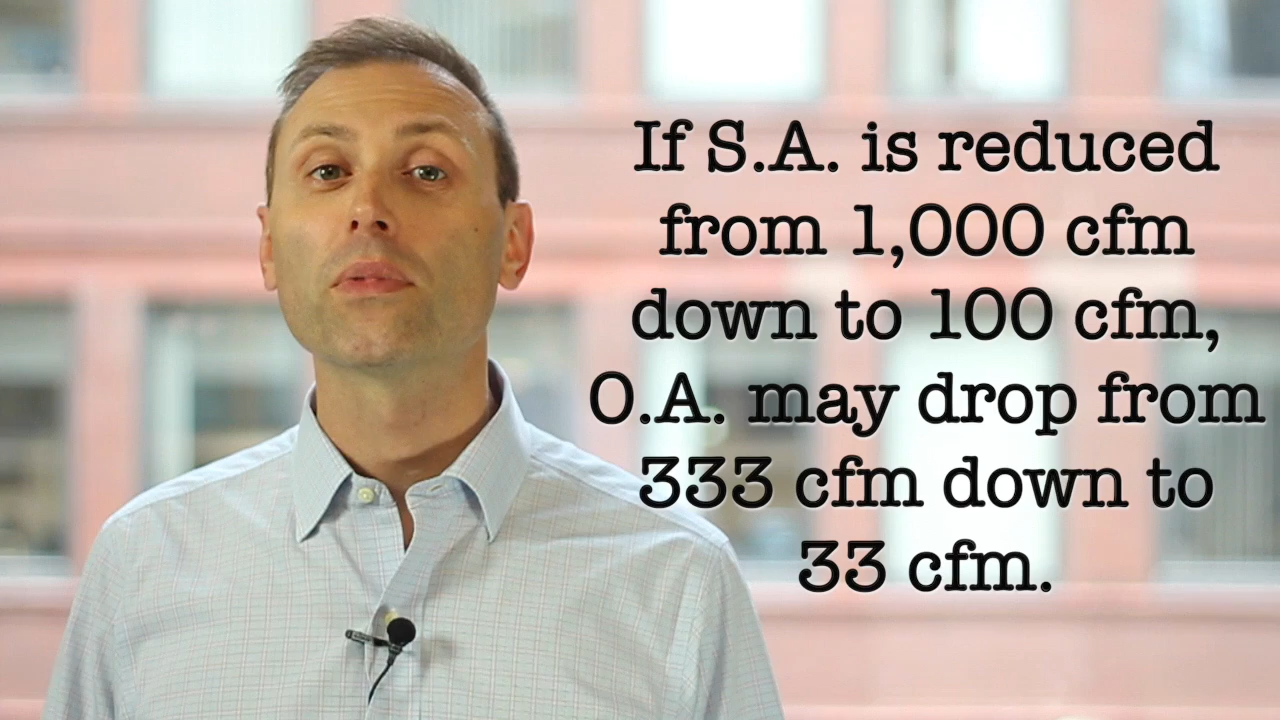 If S.A. is reduced
from 1,000 cfm
down to 100 cfm,
O.A. may drop from
333 cfm down to
33 cfm.